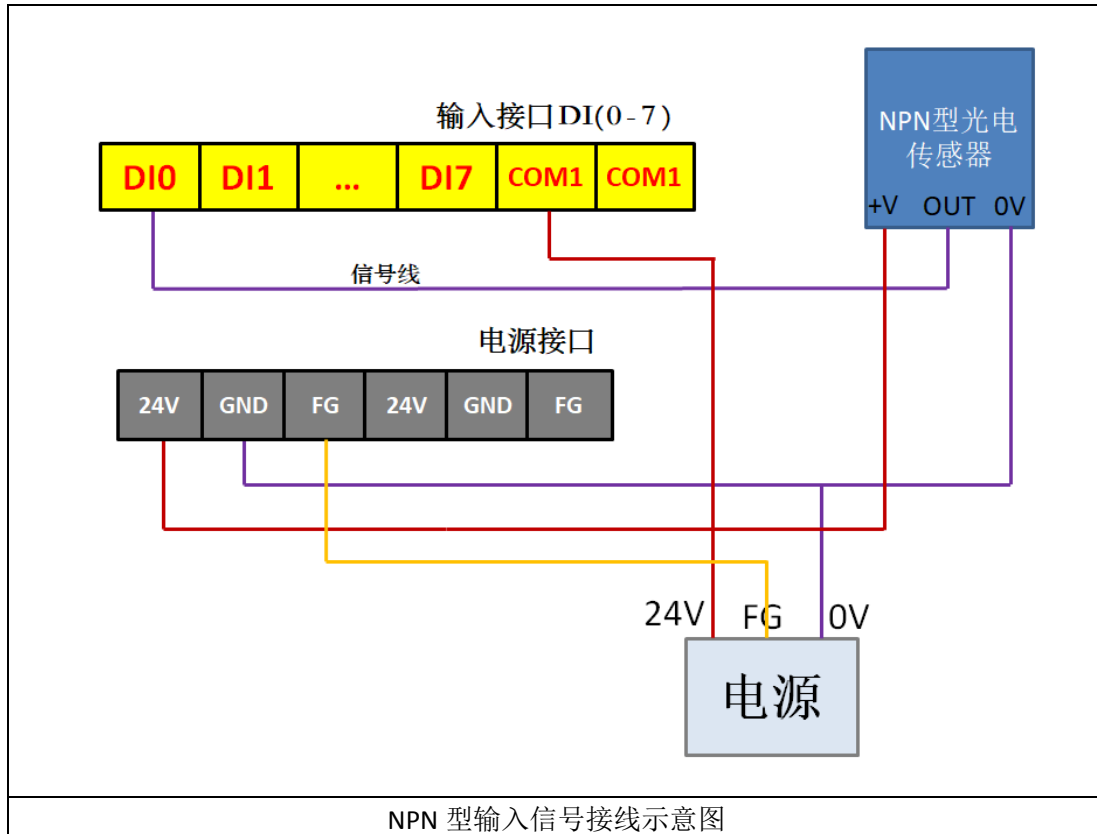 输入接口DI(0-7)
DI0 DI1 ... DI7 COM1 COM1
NPN型光电
传感器
+V OUT 0V
信号线
电源接口
24V GND FG 24V GND FG
24V FG 0V
电源
NPN 型输入信号接线示意图